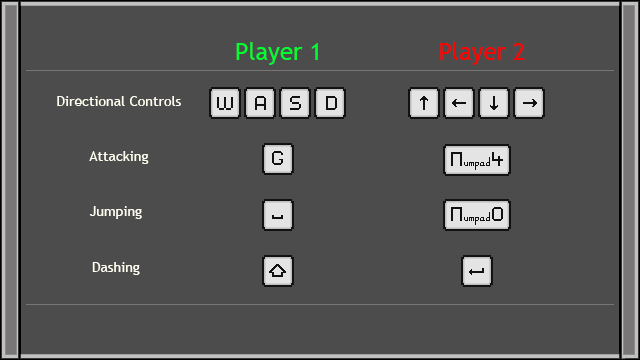 Player 1 Player 2
Directional Controls W A S D ↑ ← ↓ →
Attacking G Numpad4
Jumping ⎵ Numpad0
Dashing ⇧ ↵